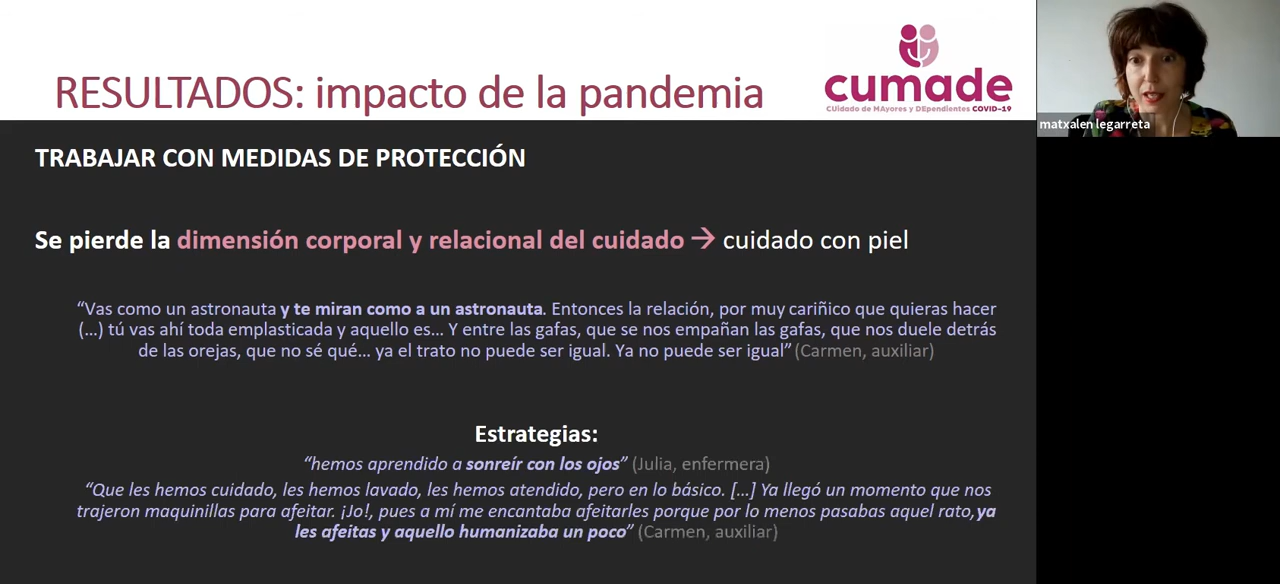 RESULTADOS: impacto de la pandemia
cumade
CUidado de MAyores y DEpendientes COVID-19
matxalen legarreta
TRABAJAR CON MEDIDAS DE PROTECCIÓN
Se pierde la dimensión corporal y relacional del cuidado → cuidado con piel
“Vas como un astronauta y te miran como a un astronauta. Entonces la relación, por muy cariñico que quieras hacer
(...) tú vas ahí toda emplasticada y aquello es... Y entre las gafas, que se nos empañan las gafas, que nos duele detrás
de las orejas, que no sé qué... ya el trato no puede ser igual. Ya no puede ser igual” (Carmen, auxiliar)
Estrategias:
“hemos aprendido a sonreír con los ojos” (Julia, enfermera)
“Que les hemos cuidado, les hemos lavado, les hemos atendido, pero en lo básico. [...] Ya llegó un momento que nos
trajeron maquinillas para afeitar. ¡Jo!, pues a mí me encantaba afeitarles porque por lo menos pasabas aquel rato, ya
les afeitas y aquello humanizaba un poco” (Carmen, auxiliar)